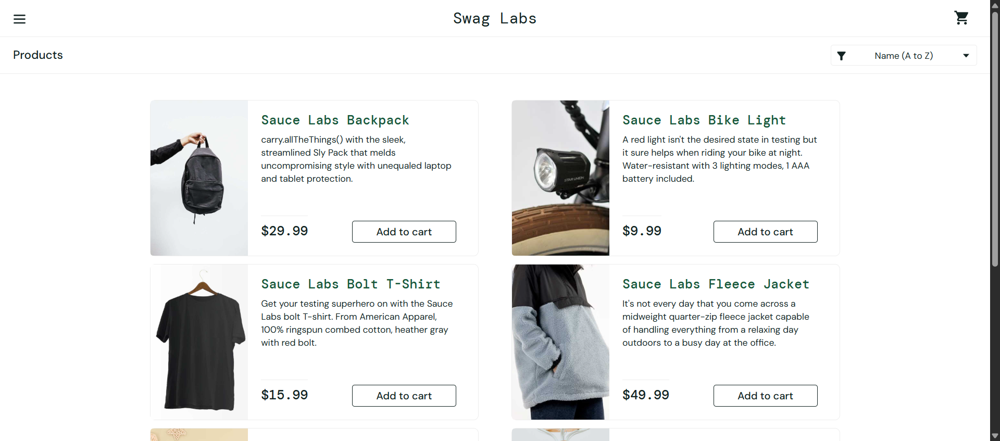 Swag Labs
Products
Name (A to Z)
Sauce Labs Backpack
carry.allTheThings() with the sleek,
streamlined Sly Pack that melds
uncompromising style with unequaled laptop
and tablet protection.
$29.99
Add to cart
Sauce Labs Bike Light
A red light isn't the desired state in testing but
it sure helps when riding your bike at night.
Water-resistant with 3 lighting modes, 1 AAA
battery included.
STAR UNION
$9.99
Add to cart
Sauce Labs Bolt T-Shirt
Get your testing superhero on with the Sauce
Labs bolt T-shirt. From American Apparel,
100% ringspun combed cotton, heather gray
with red bolt.
$15.99
Add to cart
Sauce Labs Fleece Jacket
It's not every day that you come across a
midweight quarter-zip fleece jacket capable
of handling everything from a relaxing day
outdoors to a busy day at the office.
$49.99
Add to cart